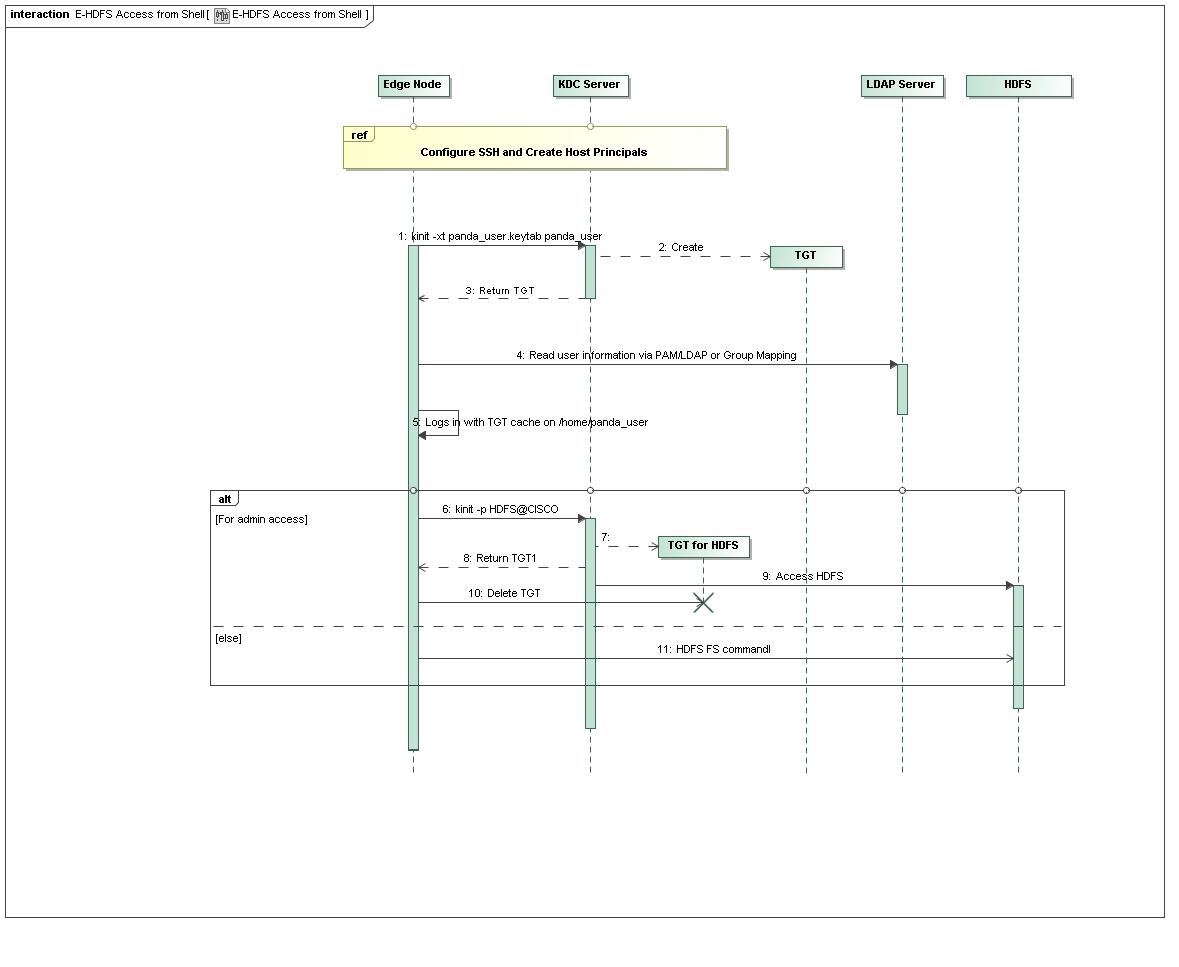 interaction E-HDFS Access from Shell[ E-HDFS Access from Shell ]
Edge Node
KDC Server
LDAP Server
HDFS
ref
Configure SSH and Create Host Principals
1: kinit -xt panda_user.keytab panda_user
2: Create
TGT
3: Return TGT
4: Read user information via PAM/LDAP or Group Mapping
5: Logs in with TGT cache on /home/panda_user
alt
[For admin access]
6: kinit -p HDFS@CISCO
7:
TGT for HDFS
8: Return TGT1
9: Access HDFS
10: Delete TGT
[else]
11: HDFS FS commandl